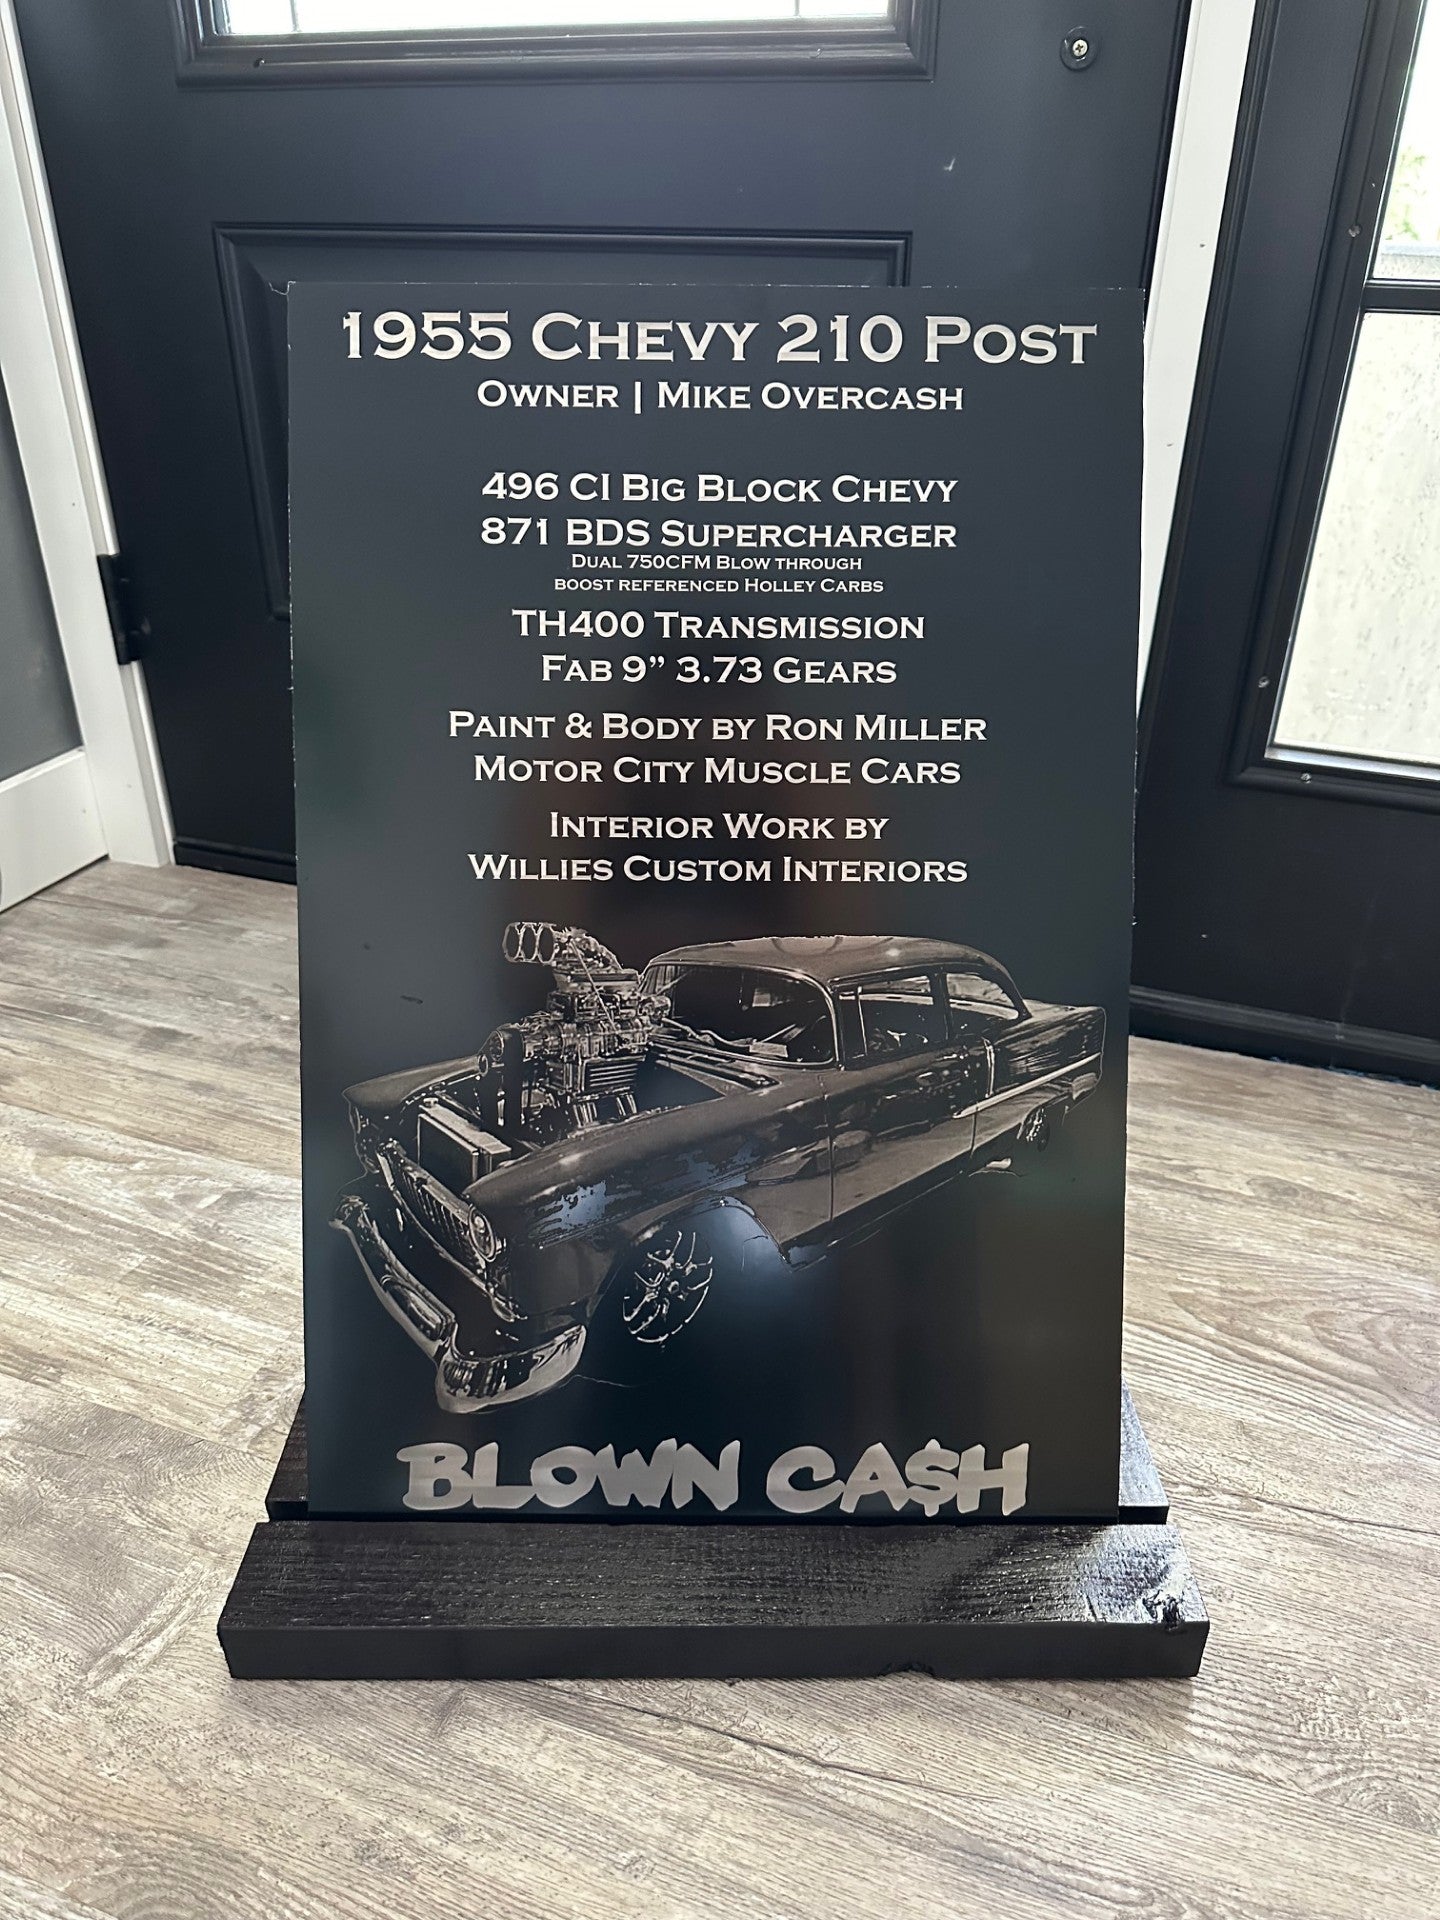 1955 Chevy 210 Post
Owner | Mike Overcash
496 CI Big Block Chevy
871 BDS Supercharger
Dual 750CFM Blow through
boost referenced Holley Carbs
TH400 Transmission
Fab 9” 3.73 Gears
Paint & Body by Ron Miller
Motor City Muscle Cars
Interior Work by
Willies Custom Interiors
BLOWN CA$H